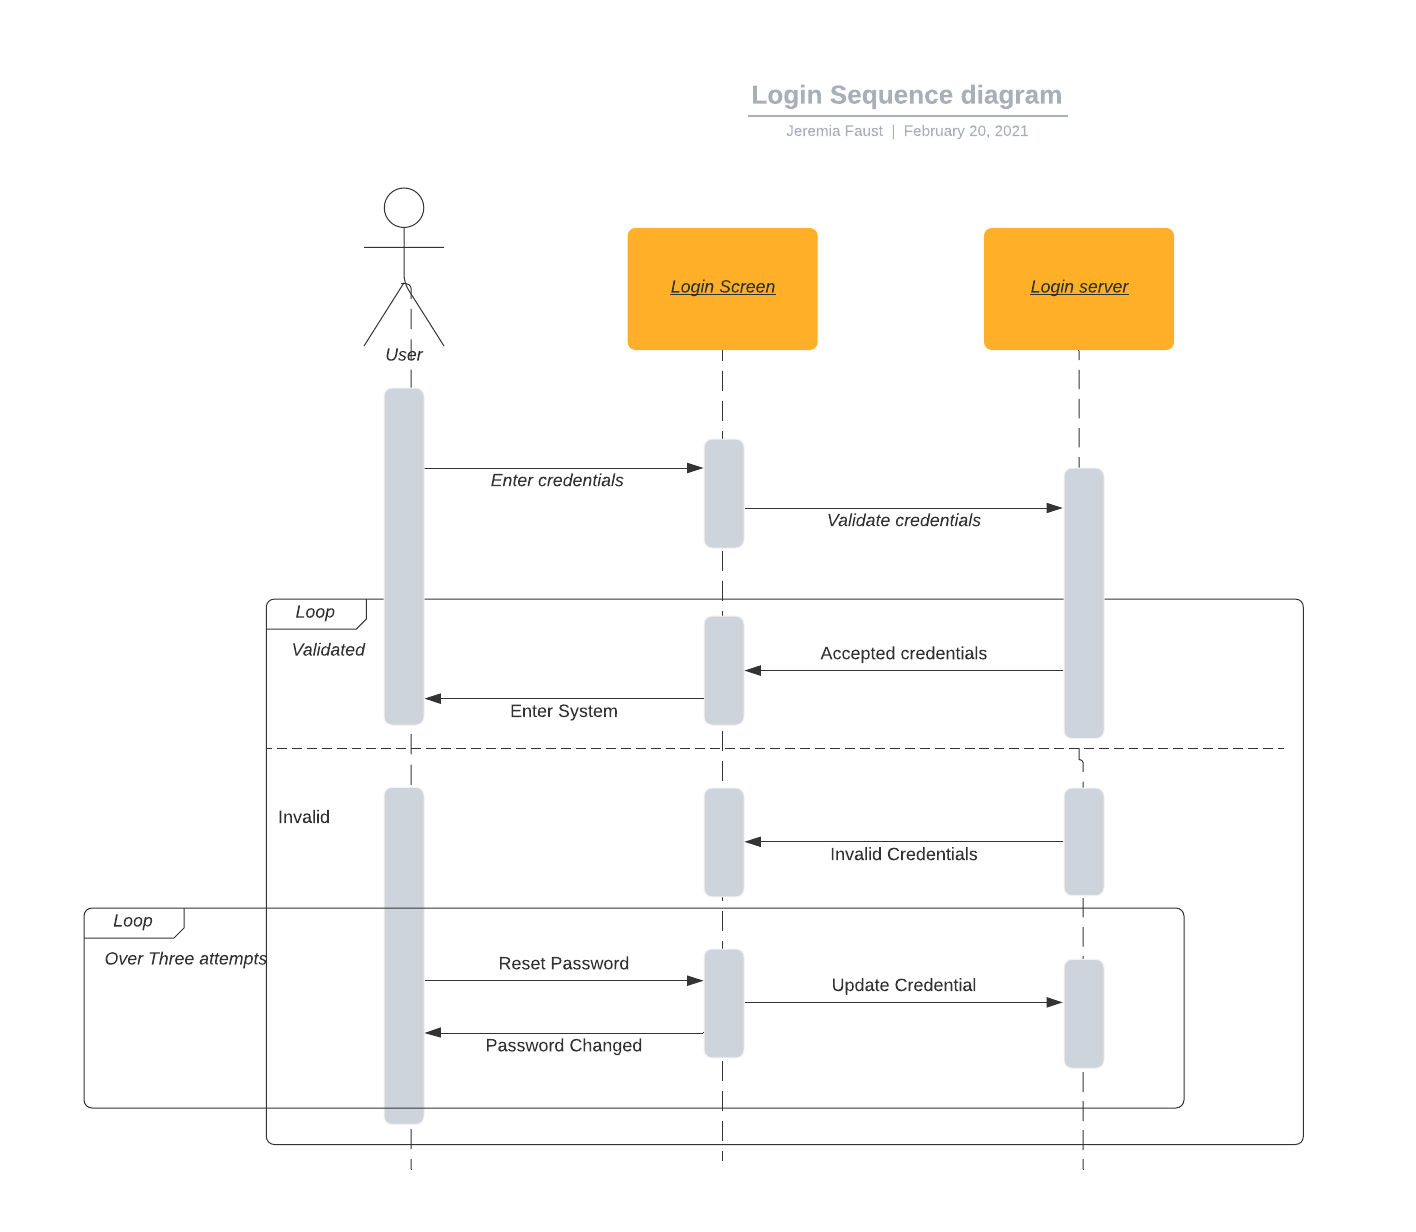 Login Sequence diagram
Jeremia Faust | February 20, 2021
User
Login Screen
Login server
Enter credentials
Validate credentials
Loop
Validated
Accepted credentials
Enter System
Invalid
Invalid Credentials
Loop
Over Three attempts
Reset Password
Update Credential
Password Changed